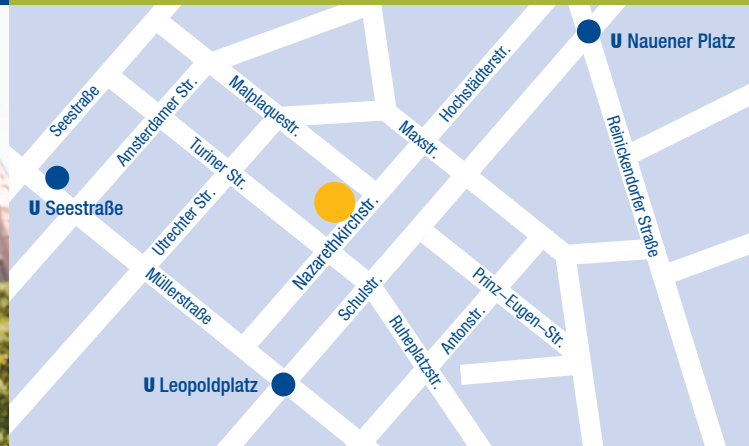 U Nauener Platz
Hochstädterstr.
Seestraße
Amsterdamer Str.
Malplaquestr.
Maxstr.
Reinickendorfer Straße
Turiner Str.
U Seestraße
Utrechter Str.
Nazarethkirchstr.
Müllerstraße
Schulstr.
Prinz–Eugen–Str.
Antonstr.
Ruheplatzstr.
U Leopoldplatz